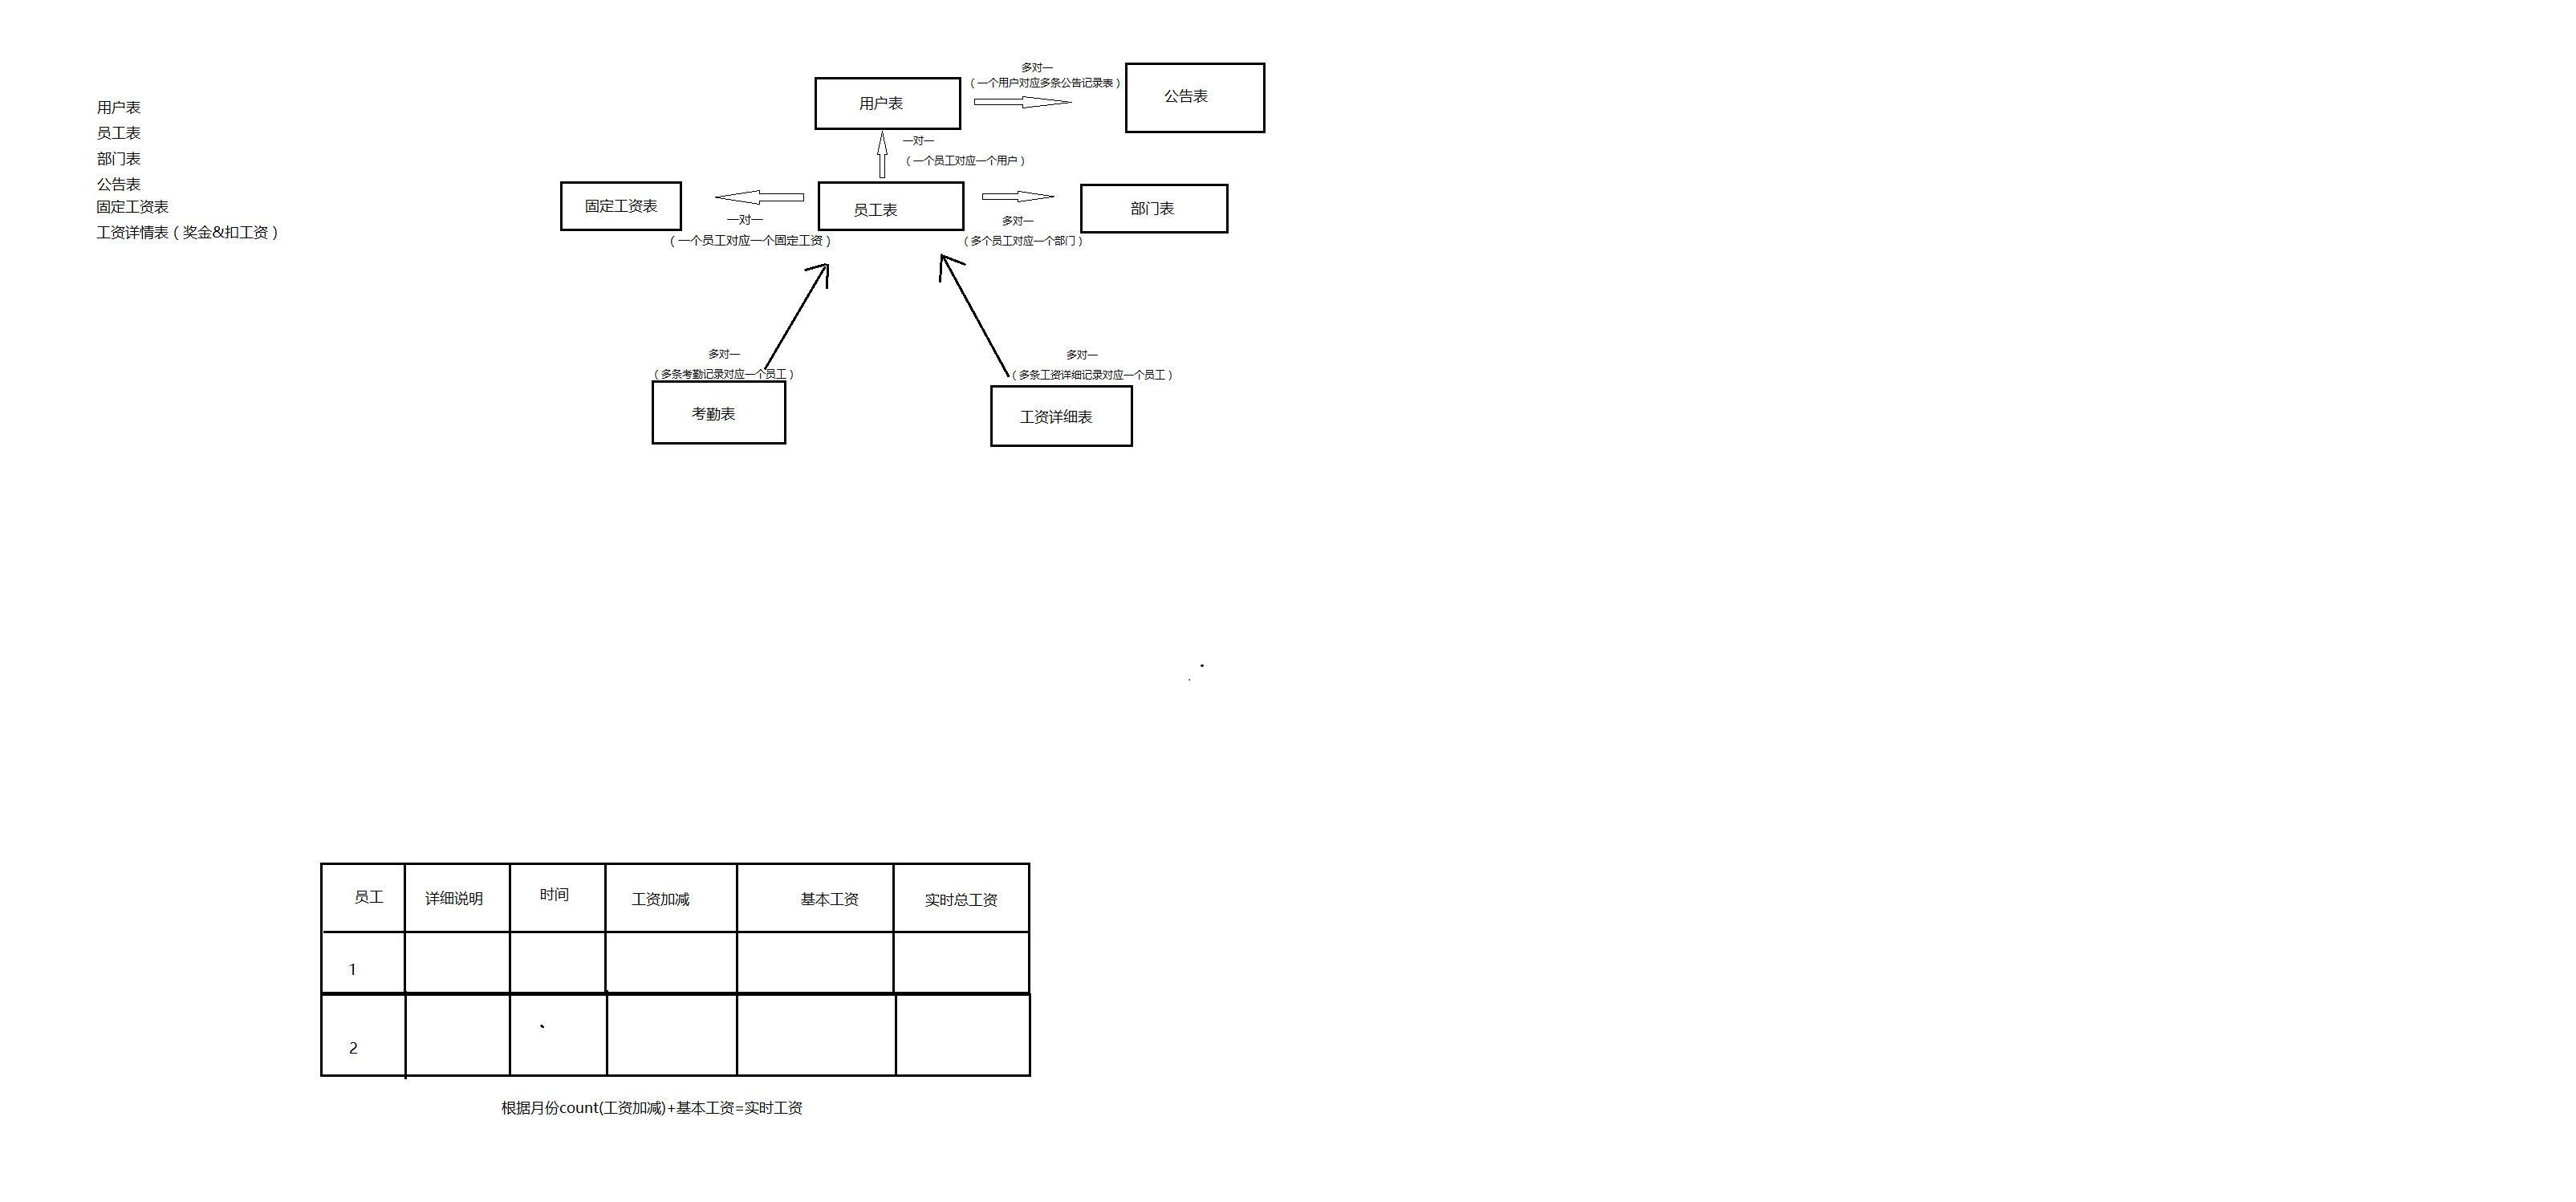 用户表
员工表
部门表
公告表
固定工资表
工资详情表（奖金&扣工资）
多对一
（一个用户对应多条公告记录表）
用户表
公告表
一对一
（一个员工对应一个用户）
固定工资表
员工表
部门表
一对一
（一个员工对应一个固定工资）
多对一
（多个员工对应一个部门）
多对一
（多条考勤记录对应一个员工）
考勤表
多对一
（多条工资详细记录对应一个员工）
工资详细表
员工 详细说明 时间 工资加减 基本工资 实时总工资
1
2
根据月份count(工资加减)+基本工资=实时工资